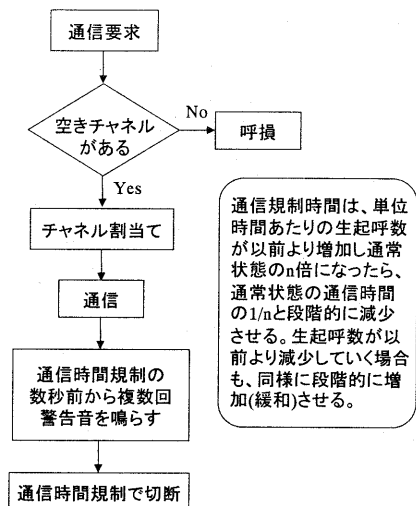 通信要求
空きチャネル
がある
No
呼損
Yes
チャネル割当て
通信
通信時間規制の
数秒前から複数回
警告音を鳴らす
通信時間規制で切断
通信規制時間は、単位
時間あたりの生起呼数
が以前より増加し通常
状態のn倍になったら、
通常状態の通信時間
の1/nと段階的に減少
させる。生起呼数が以
前より減少していく場合
も、同様に段階的に増
加(緩和)させる。